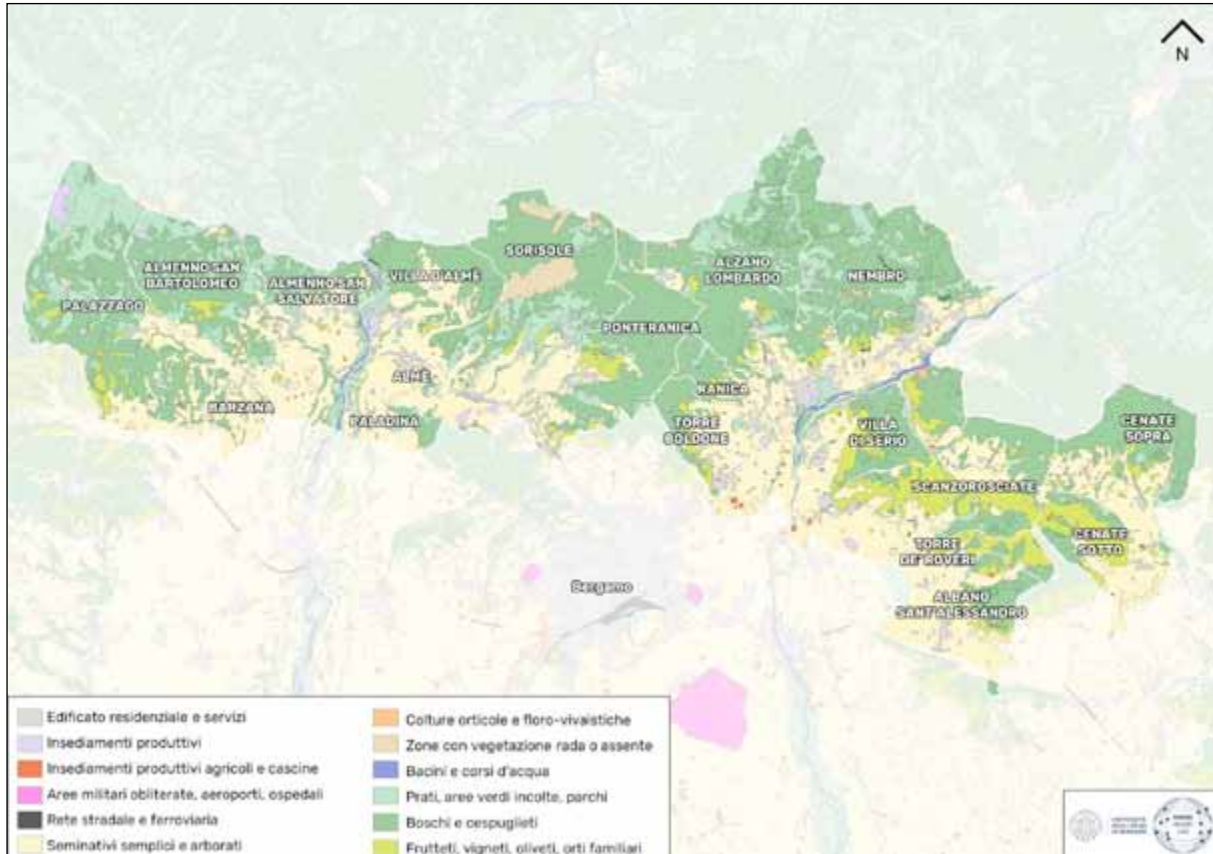 N
SORISOLE
ALMENNO SAN
BARTOLOMEO
ALMENNO SAN
SALVATORE
VILLA D'ALMÈ
ALZANO
LOMBARDO
NEMBRO
PALAZZAGO
PONTERANICA
ALMÈ
RANICA
BARZANA
PALADINA
TORRE
BOLDONE
VILLA
DI SERIO
CENATE
SOPRA
SCANZOROSCIATE
TORRE
DE' ROVERI
CENATE
SOTTO
Bergamo
ALBANO
SANT'ALESSANDRO
Edificato residenziale e servizi
Insediamenti produttivi
Insediamenti produttivi agricoli e cascine
Aree militari obliterate, aeroporti, ospedali
Rete stradale e ferroviaria
Seminativi semplici e arborati
Colture orticole e floro-vivaistiche
Zone con vegetazione rada o assente
Bacini e corsi d'acqua
Prati, aree verdi incolte, parchi
Boschi e cespuglieti
Frutteti, vigneti, oliveti, orti familiari